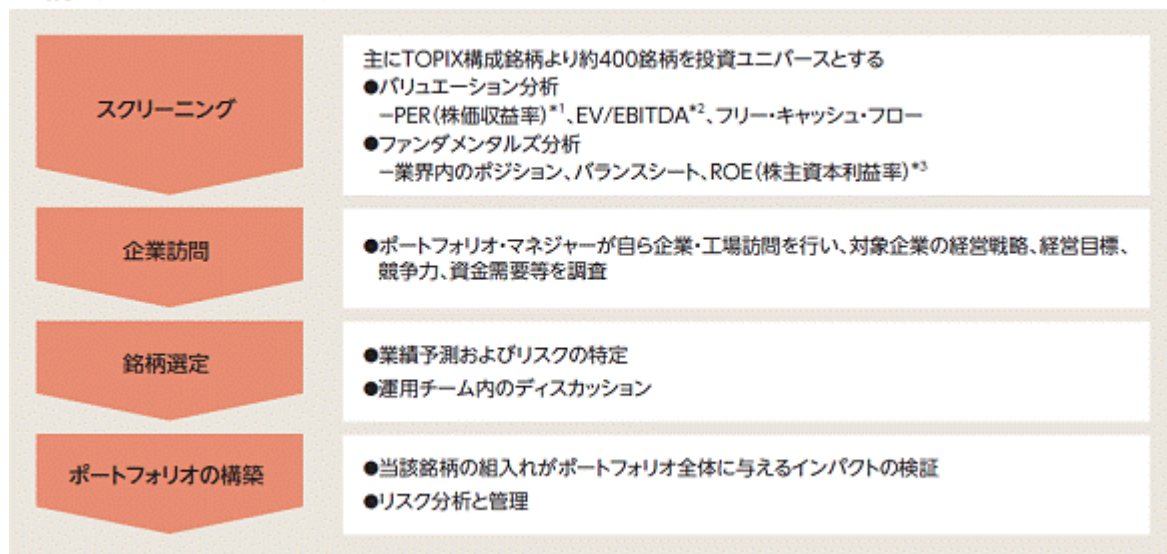 スクリーニング
主にTOPIX構成銘柄より約400銘柄を投資ユニバースとする
●バリュエーション分析
−PER(株価収益率)*1、EV/EBITDA*2、フリー・キャッシュ・フロー
●ファンダメンタルズ分析
−業界内のポジション、バランスシート、ROE(株主資本利益率)*3
企業訪問
●ポートフォリオ・マネジャーが自ら企業・工場訪問を行い、対象企業の経営戦略、経営目標、
競争力、資金需要等を調査
銘柄選定
●業績予測およびリスクの特定
●運用チーム内のディスカッション
ポートフォリオの構築
●当該銘柄の組入れがポートフォリオ全体に与えるインパクトの検証
●リスク分析と管理